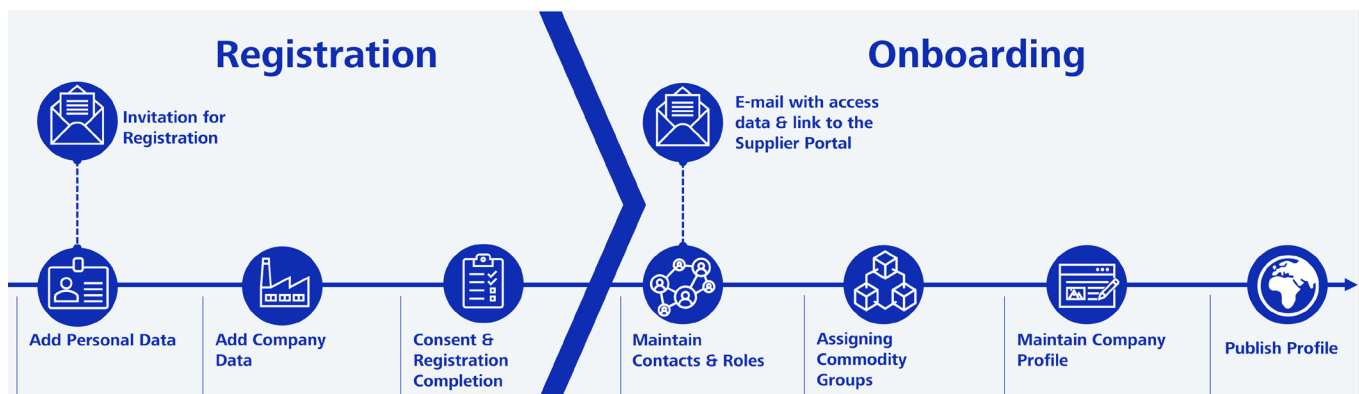 Registration
Invitation for
Registration
Add Personal Data
Add Company
Data
Consent &
Registration
Completion
Onboarding
E-mail with access
data & link to the
Supplier Portal
Maintain
Contacts & Roles
Assigning
Commodity
Groups
Maintain Company
Profile
Publish Profile